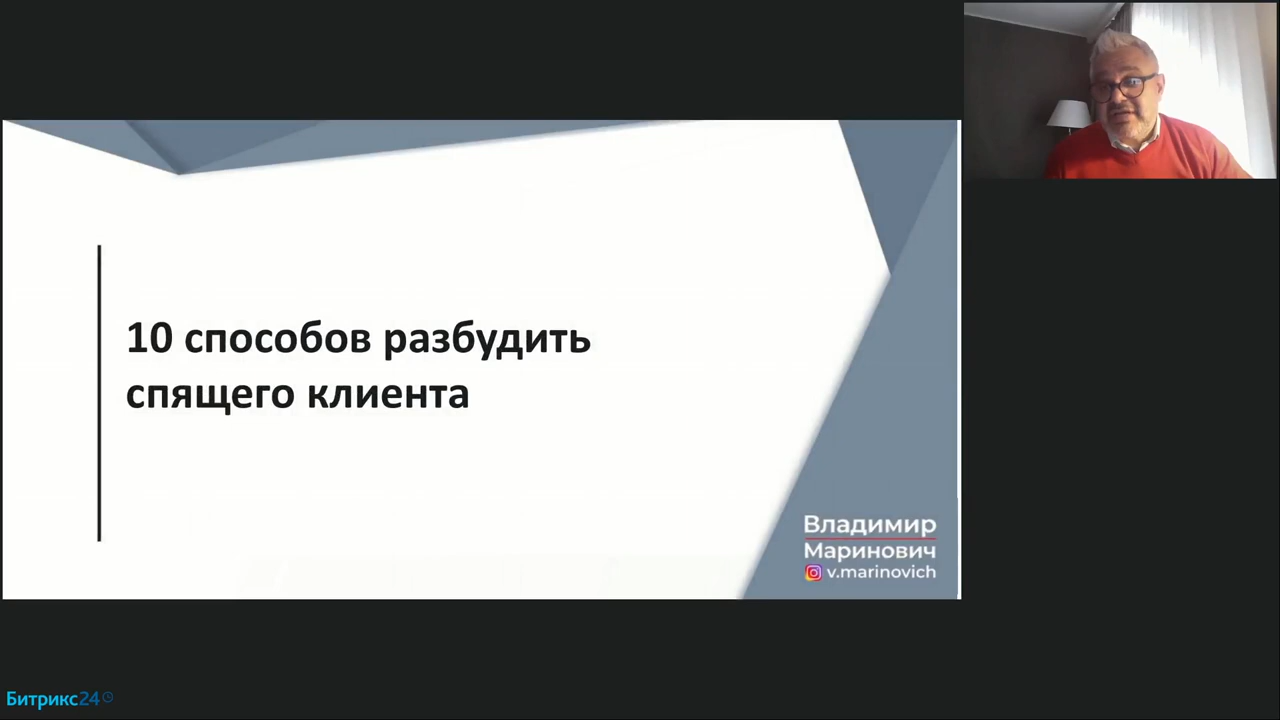 10 способов разбудить
спящего клиента
Владимир
Маринович
v.marinovich
Битрикс24